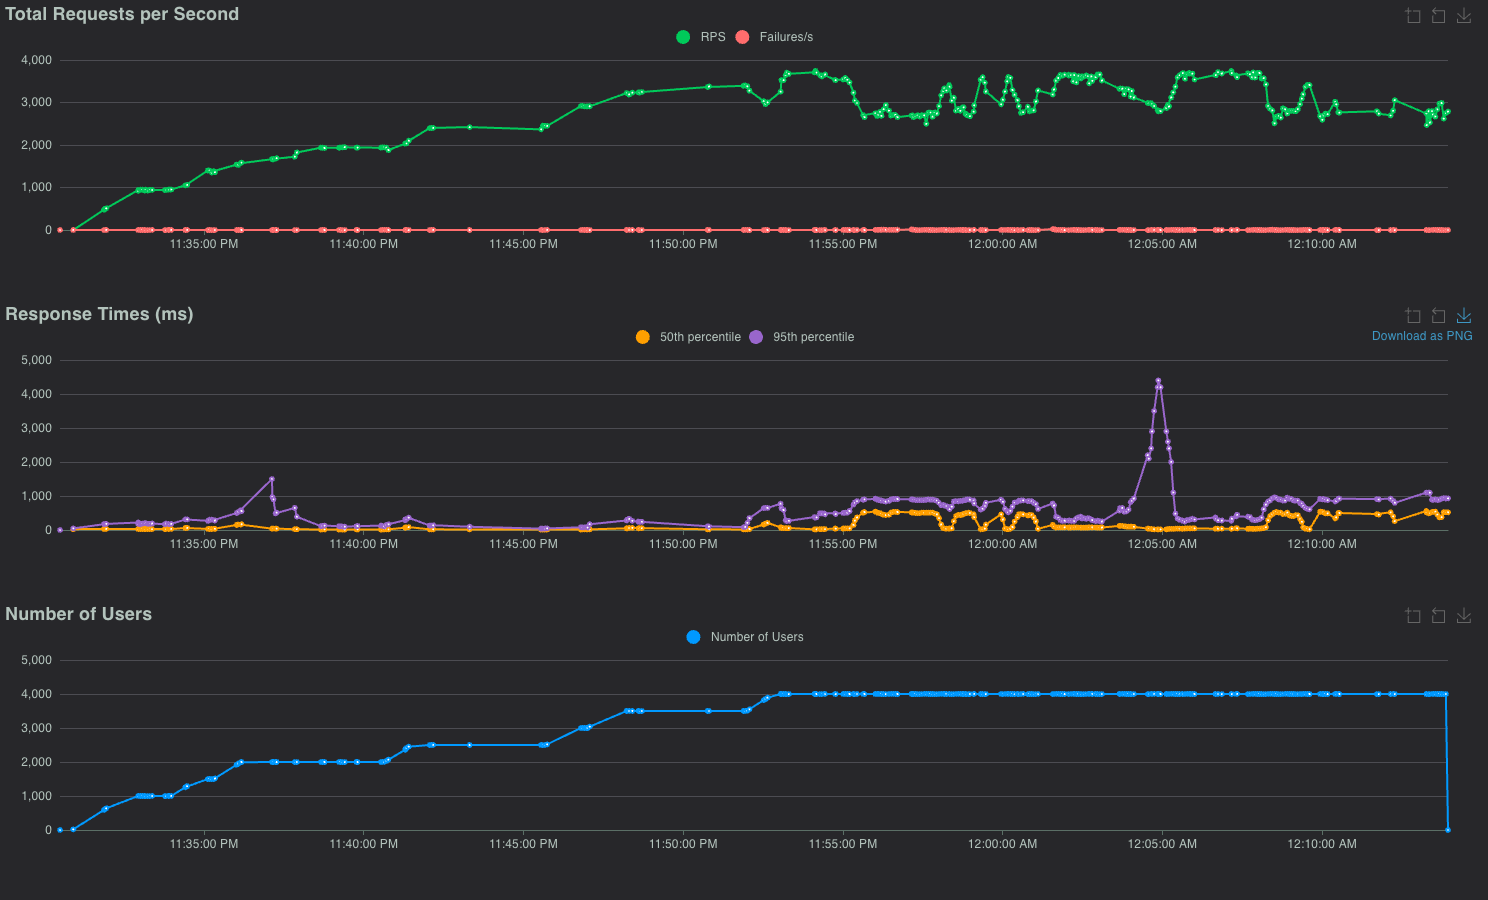 Total Requests per Second
RPS Failures/s
4,000
3,000
2,000
1,000
0
11:35:00 PM 11:40:00 PM 11:45:00 PM 11:50:00 PM 11:55:00 PM 12:00:00 AM 12:05:00 AM 12:10:00 AM
Response Times (ms)
50th percentile 95th percentile
Download as PNG
5,000
4,000
3,000
2,000
1,000
0
11:35:00 PM 11:40:00 PM 11:45:00 PM 11:50:00 PM 11:55:00 PM 12:00:00 AM 12:05:00 AM 12:10:00 AM
Number of Users
Number of Users
5,000
4,000
3,000
2,000
1,000
0
11:35:00 PM 11:40:00 PM 11:45:00 PM 11:50:00 PM 11:55:00 PM 12:00:00 AM 12:05:00 AM 12:10:00 AM